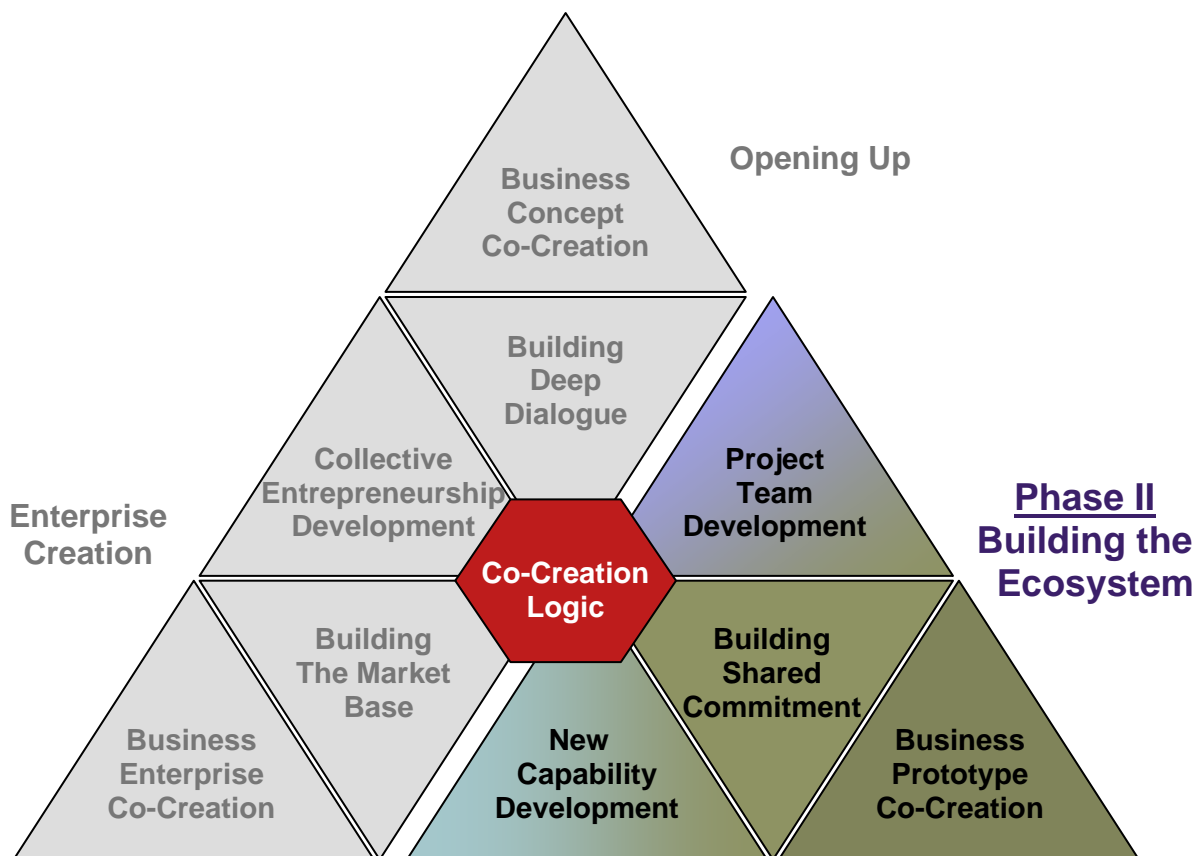 Opening Up
Business
Concept
Co-Creation
Building
Deep
Dialogue
Collective
Entrepreneurship
Development
Project
Team
Development
Enterprise
Creation
Phase II
Building the
Ecosystem
Co-Creation
Logic
Building
The Market
Base
Building
Shared
Commitment
Business
Enterprise
Co-Creation
New
Capability
Development
Business
Prototype
Co-Creation